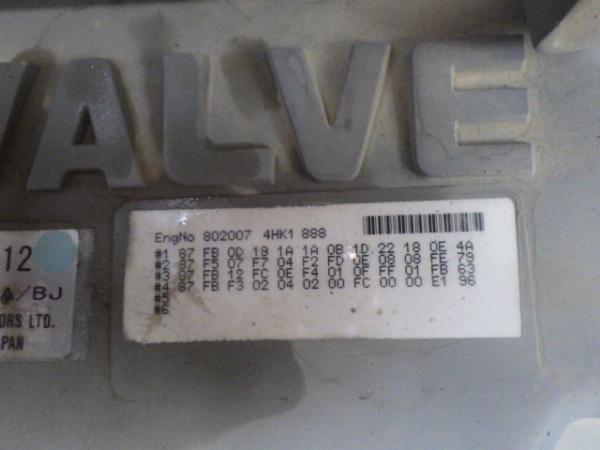 VALVE
EngNo 802007 4HK1 888
#1 87 FB 0D 19 1A 1A 0B 1D 22 18 0E 4A
#2 87 F5 07 F7 04 F2 FD 0E 08 08 FE 79
#3 87 FB 12 FC 0E F4 01 0F FF 01 FB 63
#4 87 FB F3 02 04 02 00 FC 00 00 E1 96
#5
#6
12
/BJ
ORS LTD.
PAN